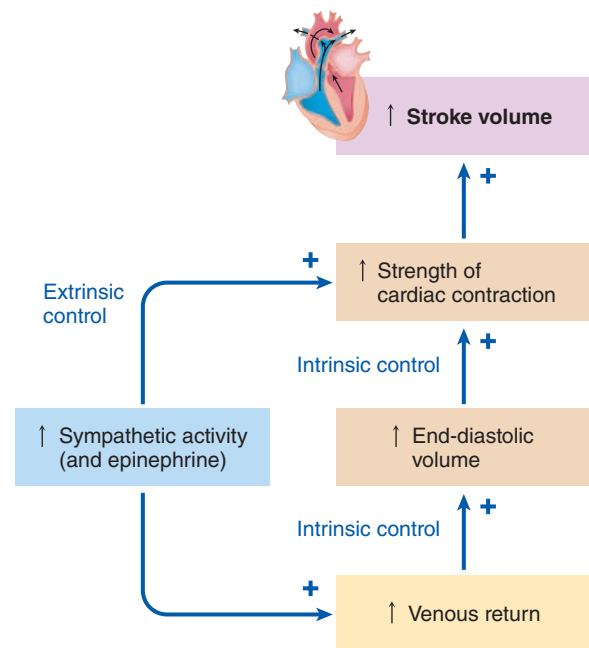 ↑ Stroke volume
+
+
↑ Strength of
cardiac contraction
Extrinsic
control
+
Intrinsic control
↑ Sympathetic activity
(and epinephrine)
↑ End-diastolic
volume
+
Intrinsic control
+
↑ Venous return